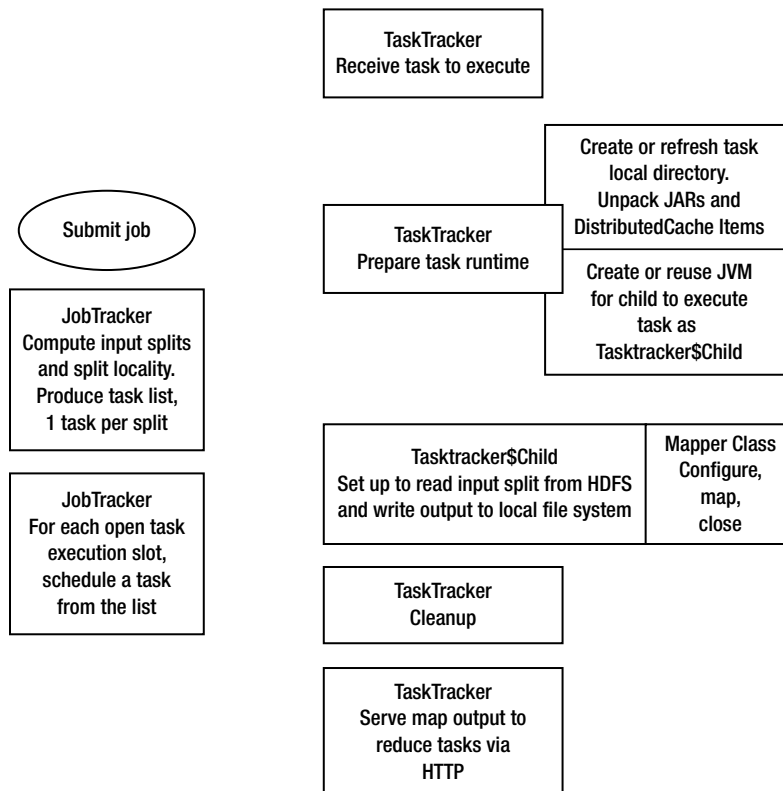 Submit job
JobTracker
Compute input splits
and split locality.
Produce task list,
1 task per split
JobTracker
For each open task
execution slot,
schedule a task
from the list
TaskTracker
Receive task to execute
TaskTracker
Prepare task runtime
Create or refresh task
local directory.
Unpack JARs and
DistributedCache Items
Create or reuse JVM
for child to execute
task as
Tasktracker$Child
Tasktracker$Child
Set up to read input split from HDFS
and write output to local file system
Mapper Class
Configure,
map,
close
TaskTracker
Cleanup
TaskTracker
Serve map output to
reduce tasks via
HTTP